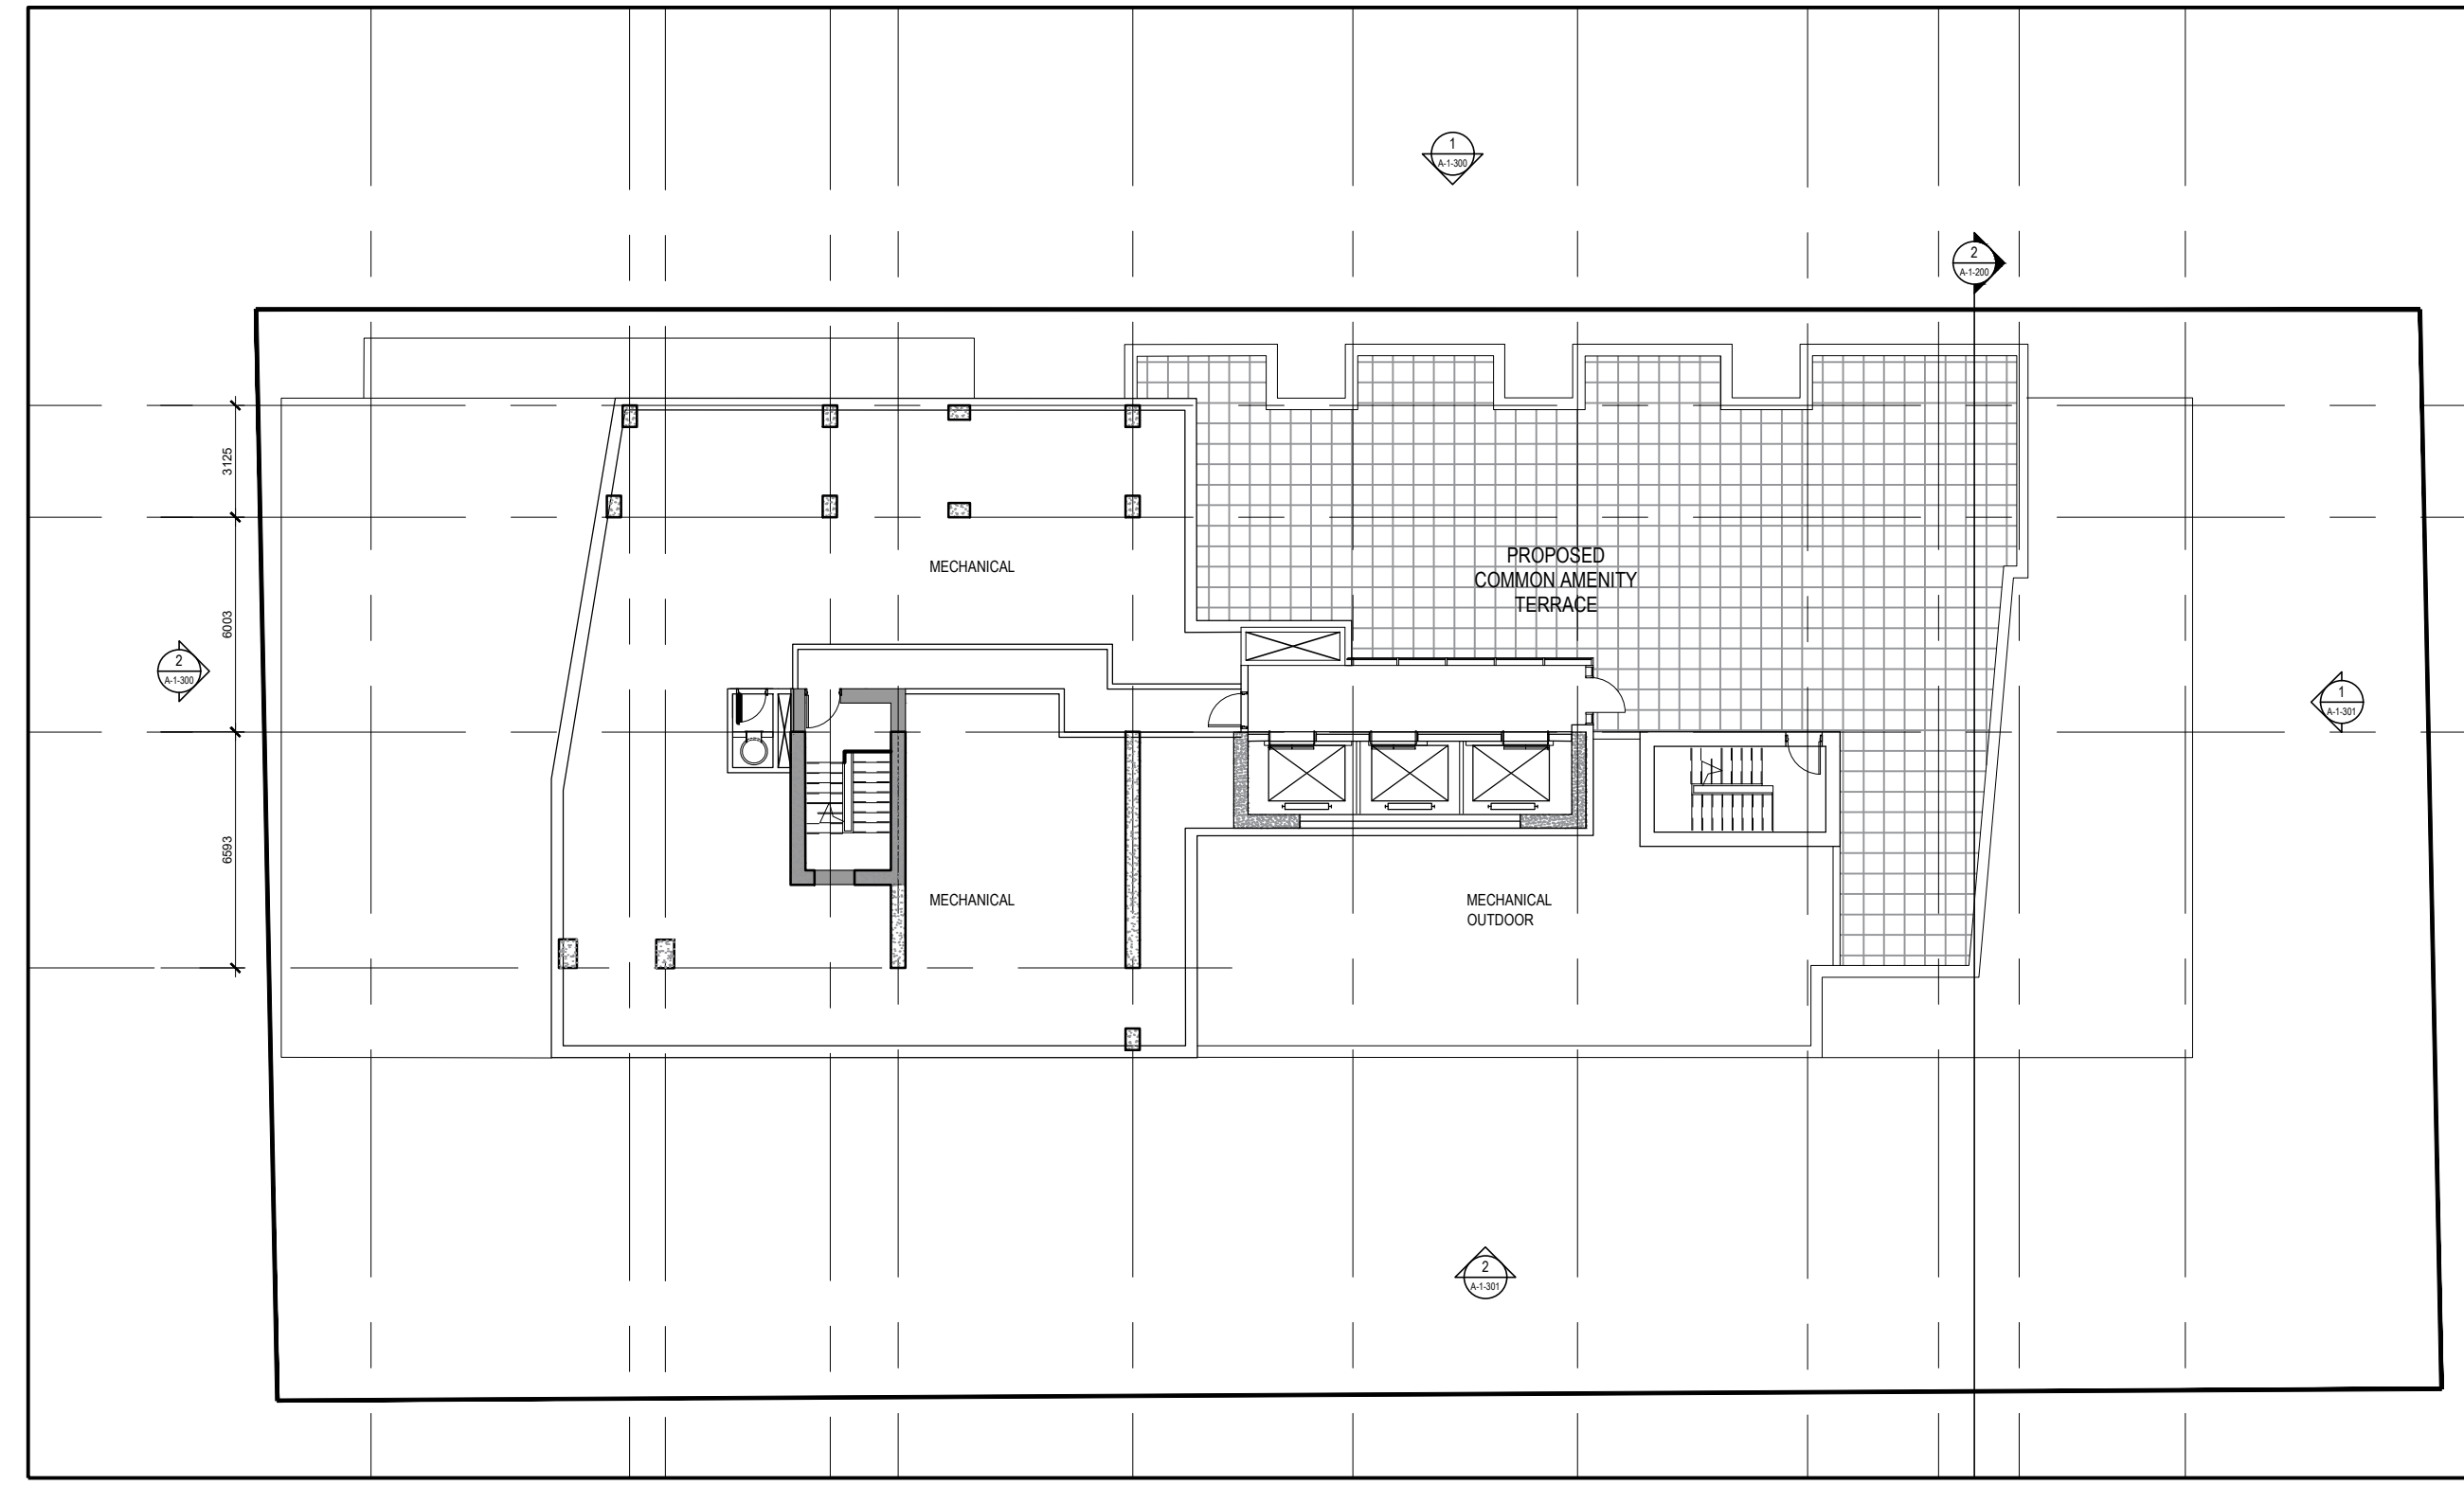 1
A-1-300
2
A-1-200
3125
6003
6593
MECHANICAL
PROPOSED
COMMON AMENITY
TERRACE
2
A-1-300
1
A-1-301
MECHANICAL
MECHANICAL
OUTDOOR
2
A-1-301